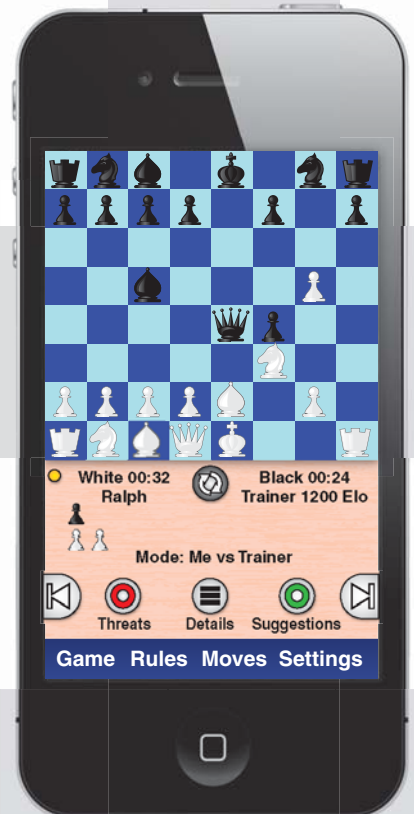 White 00:32
Ralph
Black 00:24
Trainer 1200 Elo
Mode: Me vs Trainer
Threats
Details
Suggestions
Game Rules Moves Settings